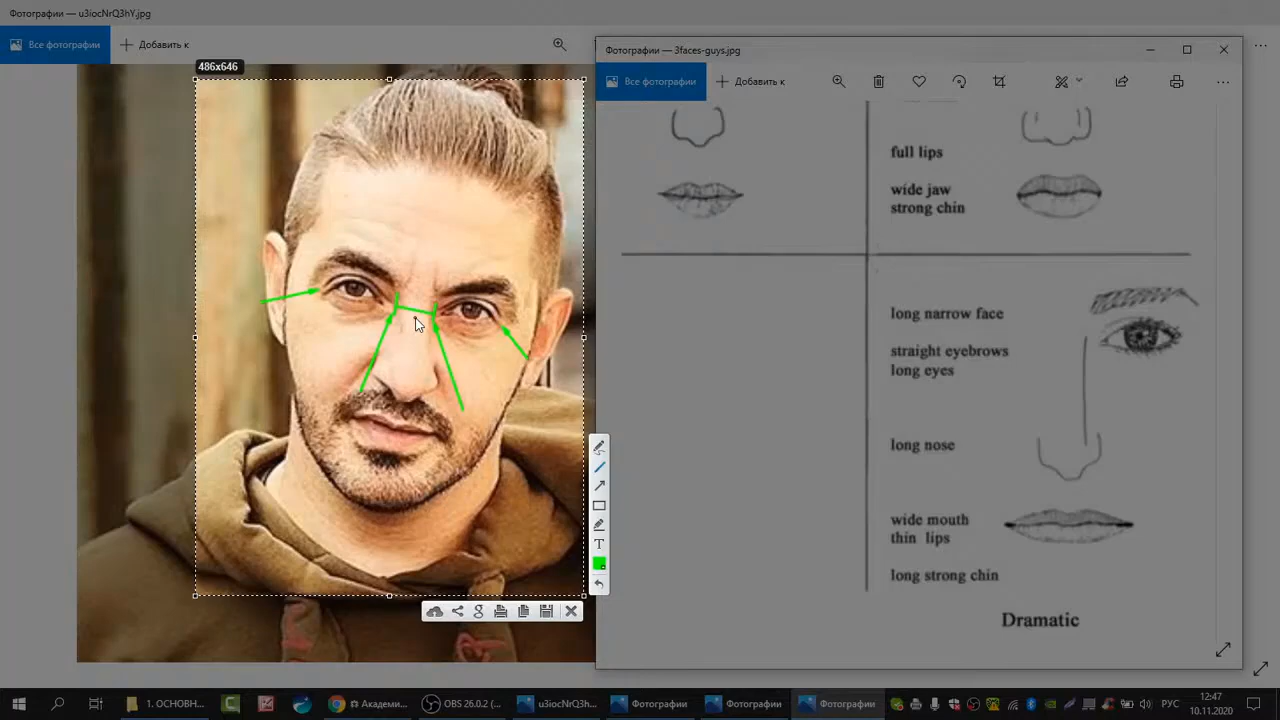 Фотографии — u3iocNrQ3hY.jpg
Все фотографии
Добавить к
486x646
Фотографии — 3faces-guys.jpg
Все фотографии
Добавить к
full lips
wide jaw
strong chin
long narrow face
straight eyebrows
long eyes
long nose
wide mouth
thin lips
long strong chin
Dramatic
T
1. ОСНОВН...
Академи...
OBS 26.0.2 (...
u3iocNrQ3h...
Фотографии
Фотографии
Фотографии
РУС
12:47
10.11.2020